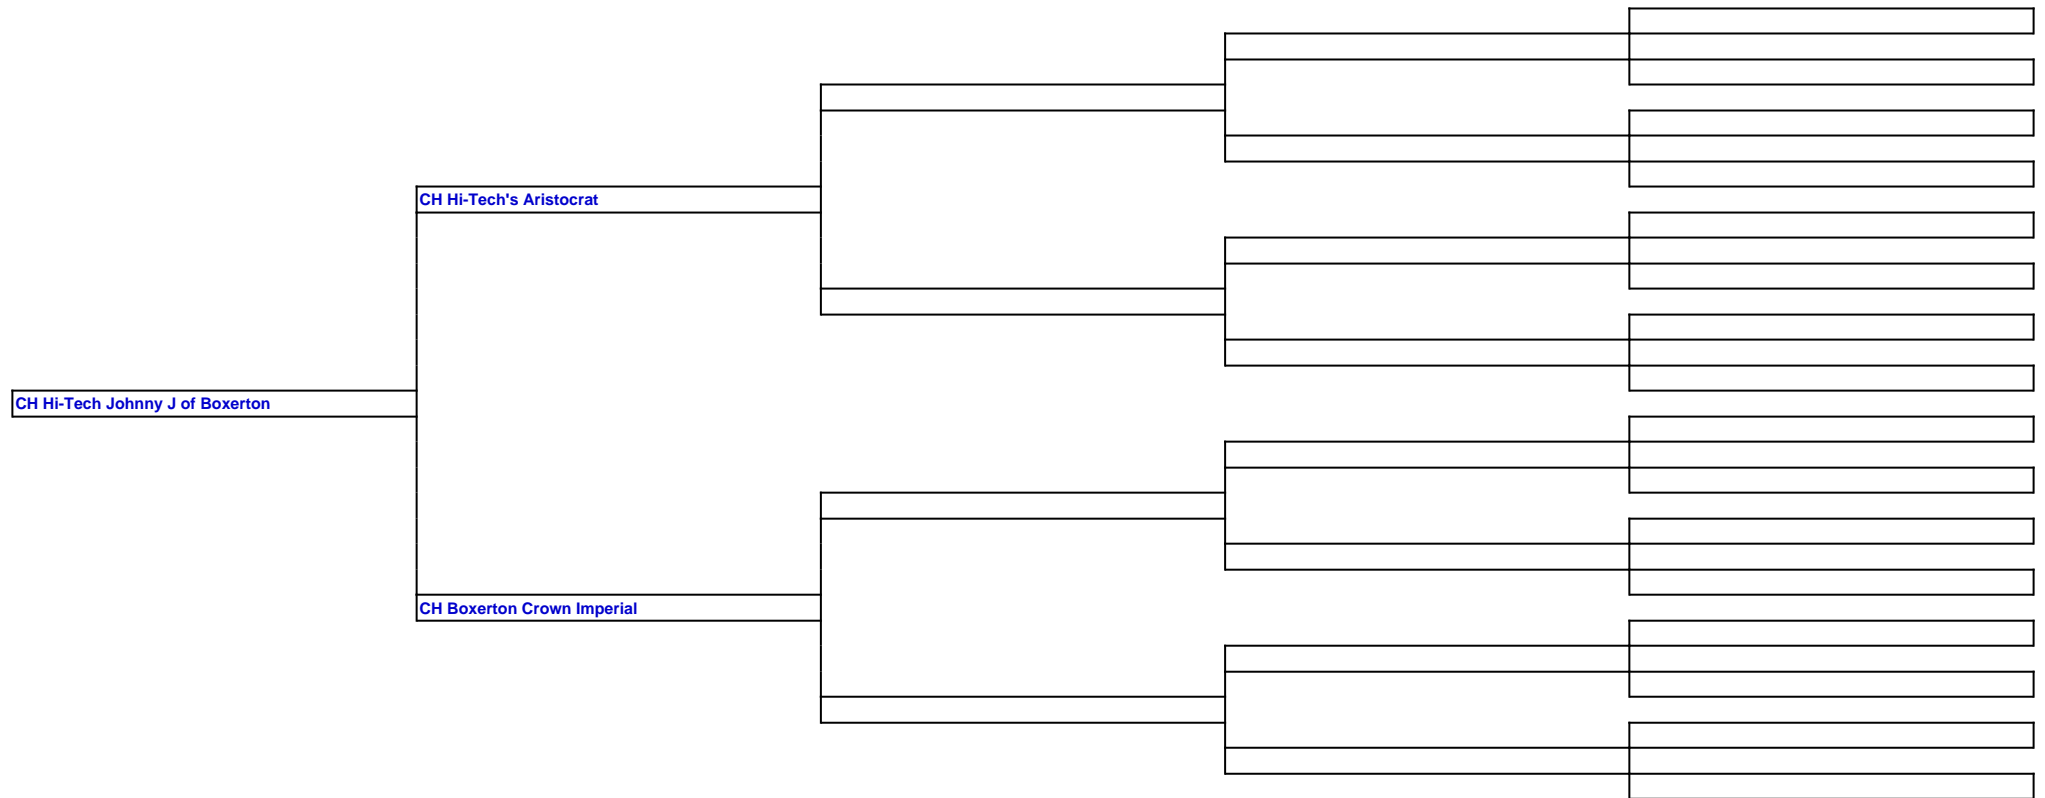 CH Hi-Tech's Aristocrat
CH Hi-Tech Johnny J of Boxerton
CH Boxerton Crown Imperial